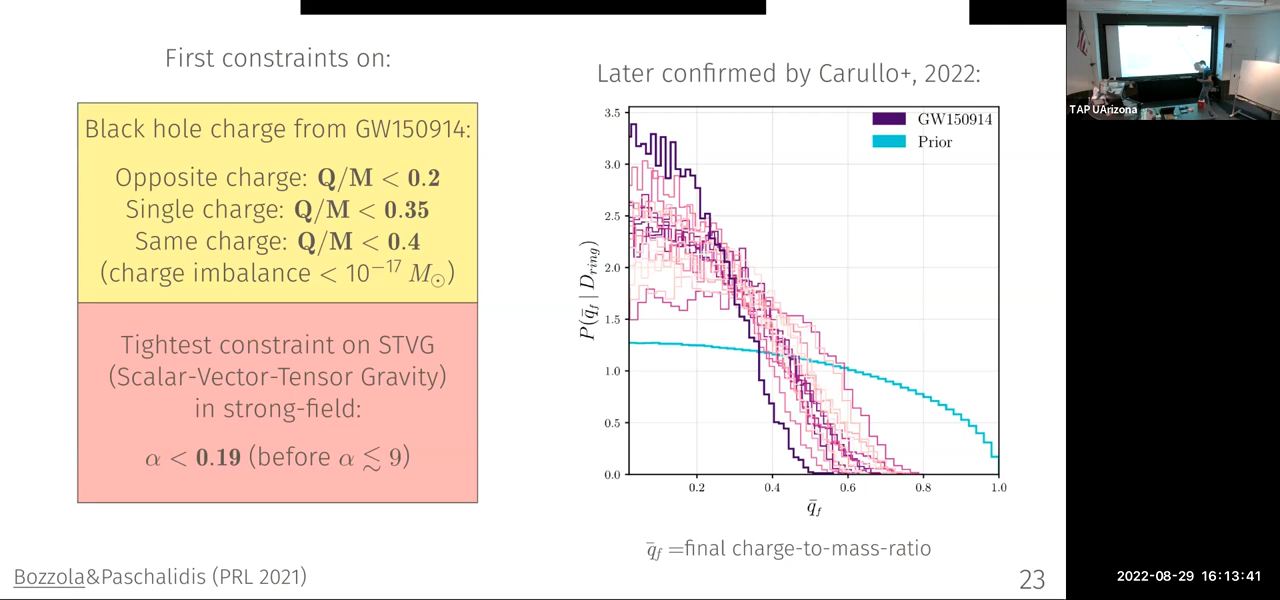 First constraints on:
Black hole charge from GW150914:
Opposite charge: Q/M < 0.2
Single charge: Q/M < 0.35
Same charge: Q/M < 0.4
(charge imbalance < 10⁻¹⁷ M⊙)
Tightest constraint on STVG
(Scalar-Vector-Tensor Gravity)
in strong-field:
α < 0.19 (before α ≲ 9)
Later confirmed by Carullo+, 2022:
GW150914
Prior
3.5
3.0
2.5
2.0
1.5
1.0
0.5
0.0
P(q̄_f | D_ring)
0.2 0.4 0.6 0.8 1.0
q̄_f
q̄_f =final charge-to-mass-ratio
Bozzola&Paschalidis (PRL 2021)
23
TAP UArizona
2022-08-29 16:13:41